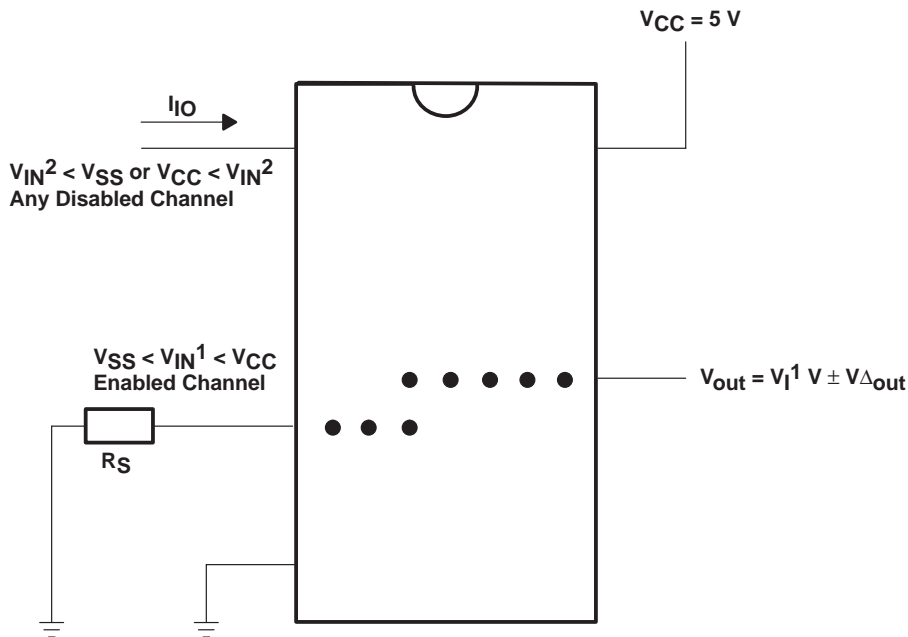 VCC = 5 V
IIO
VIN2 < VSS or VCC < VIN2
Any Disabled Channel
VSS < VIN1 < VCC
Enabled Channel
Vout = VI1 V ± VΔout
RS